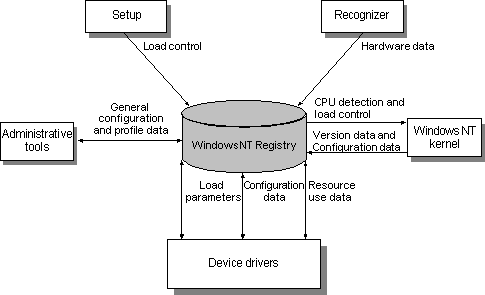 Setup
Recognizer
Load control
Hardware data
General
configuration
and profile data
CPU detection and
load control
Administrative
tools
WindowsNT Registry
Version data and
Configuration data
Windows NT
kernel
Load
parameters
Configuration
data
Resource
use data
Device drivers